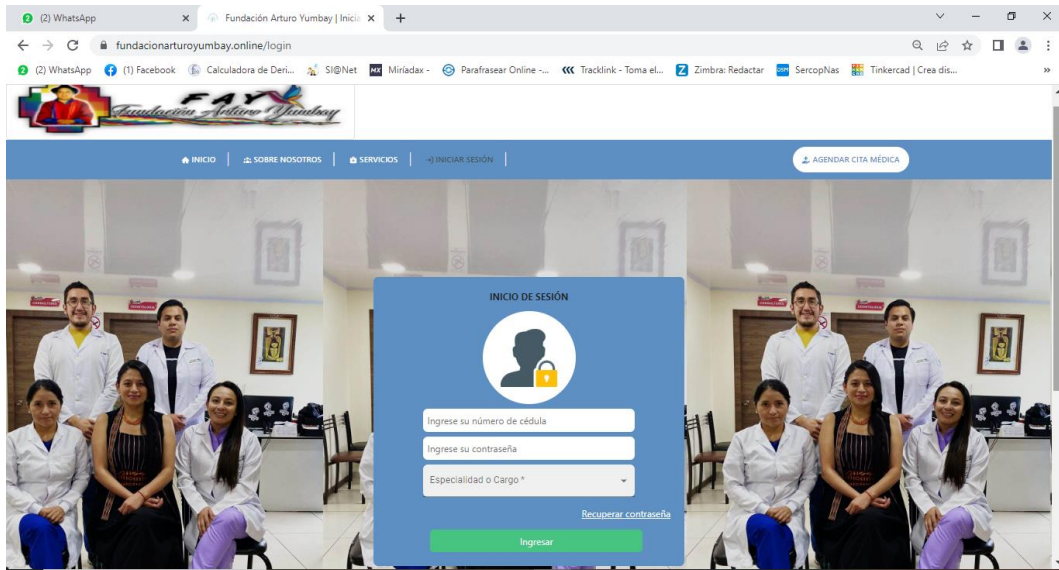 (2) WhatsApp
Fundación Arturo Yumbay | Inicia
fundacionarturoyumbay.online/login
(2) WhatsApp
(1) Facebook
Calculadora de Deri...
SI@Net
Miríadax -
Parafrasear Online -...
Tracklink - Toma el...
Zimbra: Redactar
SercopNas
Tinkercad | Crea dis...
FAY
Fundación Arturo Yumbay
INICIO
SOBRE NOSOTROS
SERVICIOS
INICIAR SESIÓN
AGENDAR CITA MÉDICA
INICIO DE SESIÓN
Ingrese su número de cédula
Ingrese su contraseña
Especialidad o Cargo *
Recuperar contraseña
Ingresar